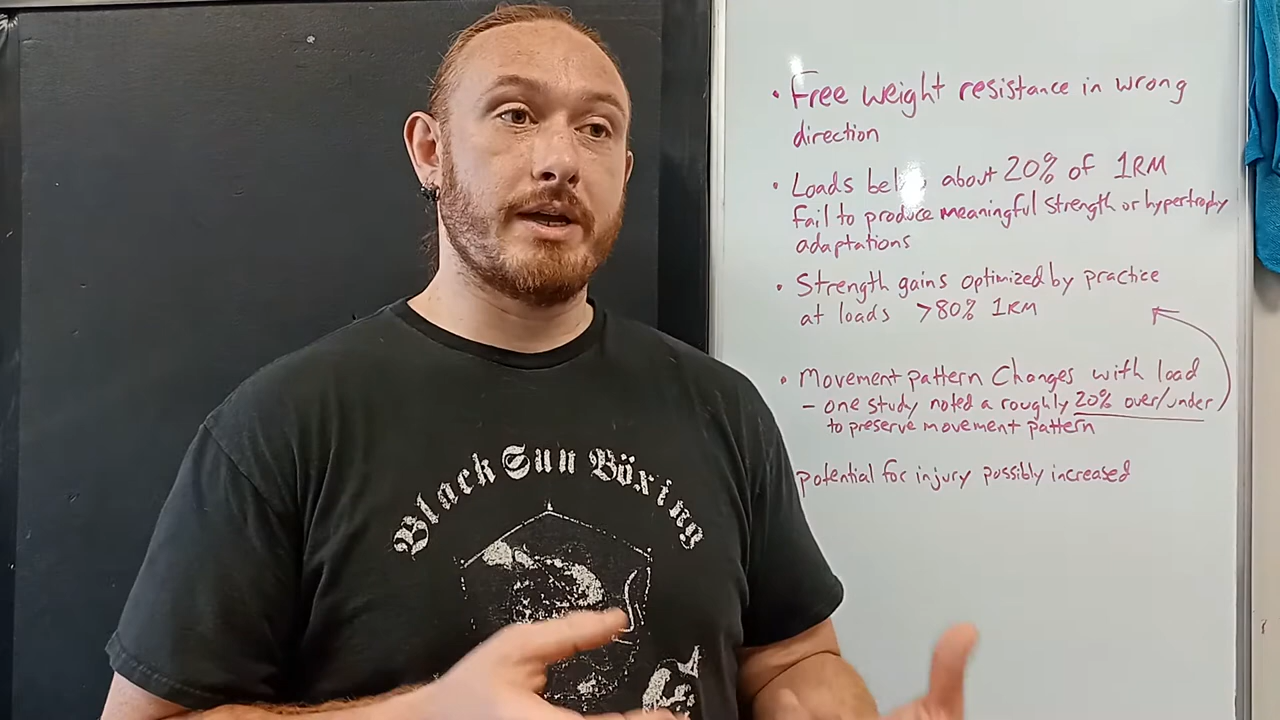 Black Sun Böxing
• Free weight resistance in wrong
direction
• Loads about 20% of 1RM
fail to produce meaningful strength or hypertrophy
adaptations
• Strength gains optimized by practice
at loads >80% 1RM
• Movement pattern Changes with load
- one study noted a roughly 20% over/under
to preserve movement pattern
potential for injury possibly increased